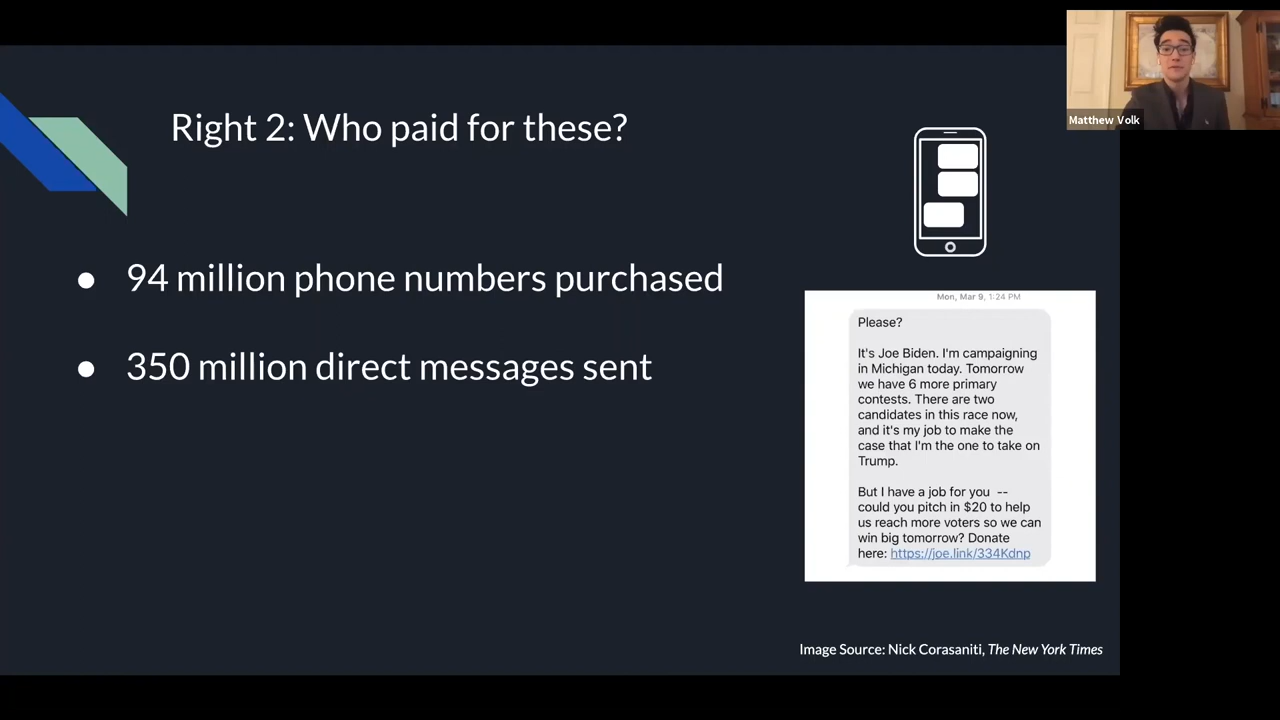 Matthew Volk
Right 2: Who paid for these?
● 94 million phone numbers purchased
● 350 million direct messages sent
Mon, Mar 9, 1:24 PM
Please?
It's Joe Biden. I'm campaigning
in Michigan today. Tomorrow
we have 6 more primary
contests. There are two
candidates in this race now,
and it's my job to make the
case that I'm the one to take on
Trump.
But I have a job for you --
could you pitch in $20 to help
us reach more voters so we can
win big tomorrow? Donate
here: https://joe.link/334Kdnp
Image Source: Nick Corasaniti, The New York Times